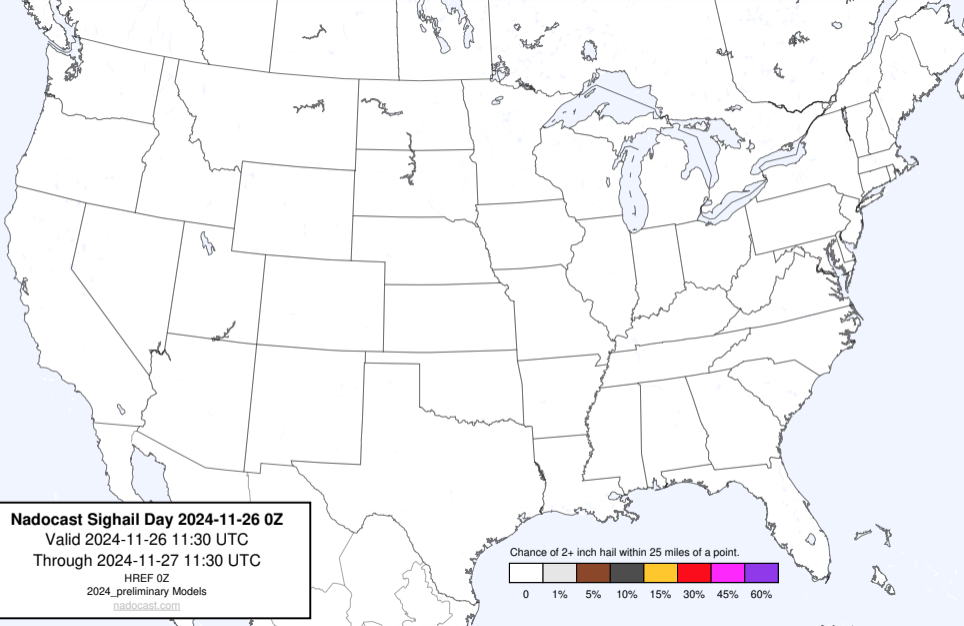 Nadocast Sighail Day 2024-11-26 0Z
Valid 2024-11-26 11:30 UTC
Through 2024-11-27 11:30 UTC
HREF 0Z
2024_preliminary Models
nadocast.com
Chance of 2+ inch hail within 25 miles of a point.
0 1% 5% 10% 15% 30% 45% 60%